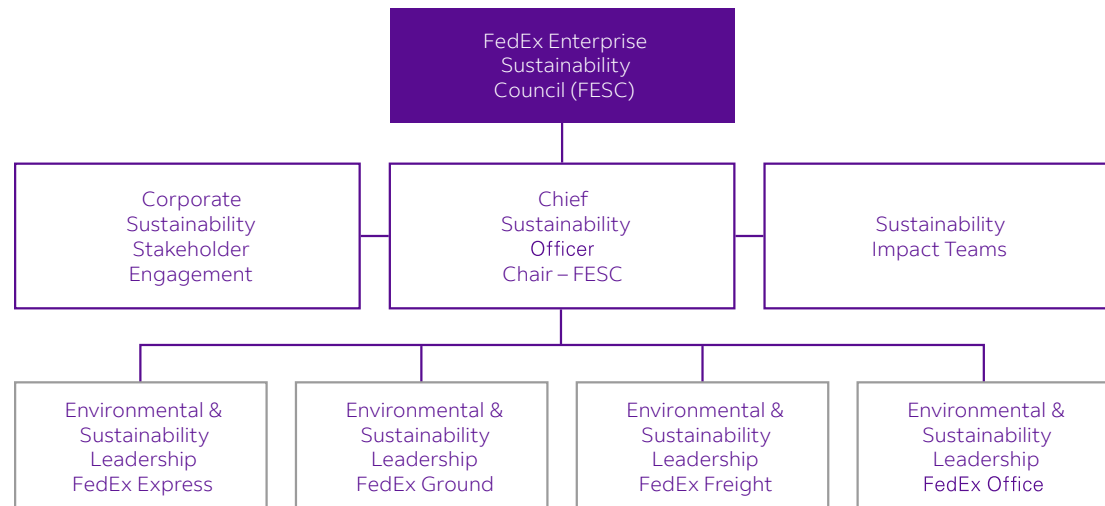 FedEx Enterprise
Sustainability
Council (FESC)
Corporate
Sustainability
Stakeholder
Engagement
Chief
Sustainability
Officer
Chair – FESC
Sustainability
Impact Teams
Environmental &
Sustainability
Leadership
FedEx Express
Environmental &
Sustainability
Leadership
FedEx Ground
Environmental &
Sustainability
Leadership
FedEx Freight
Environmental &
Sustainability
Leadership
FedEx Office